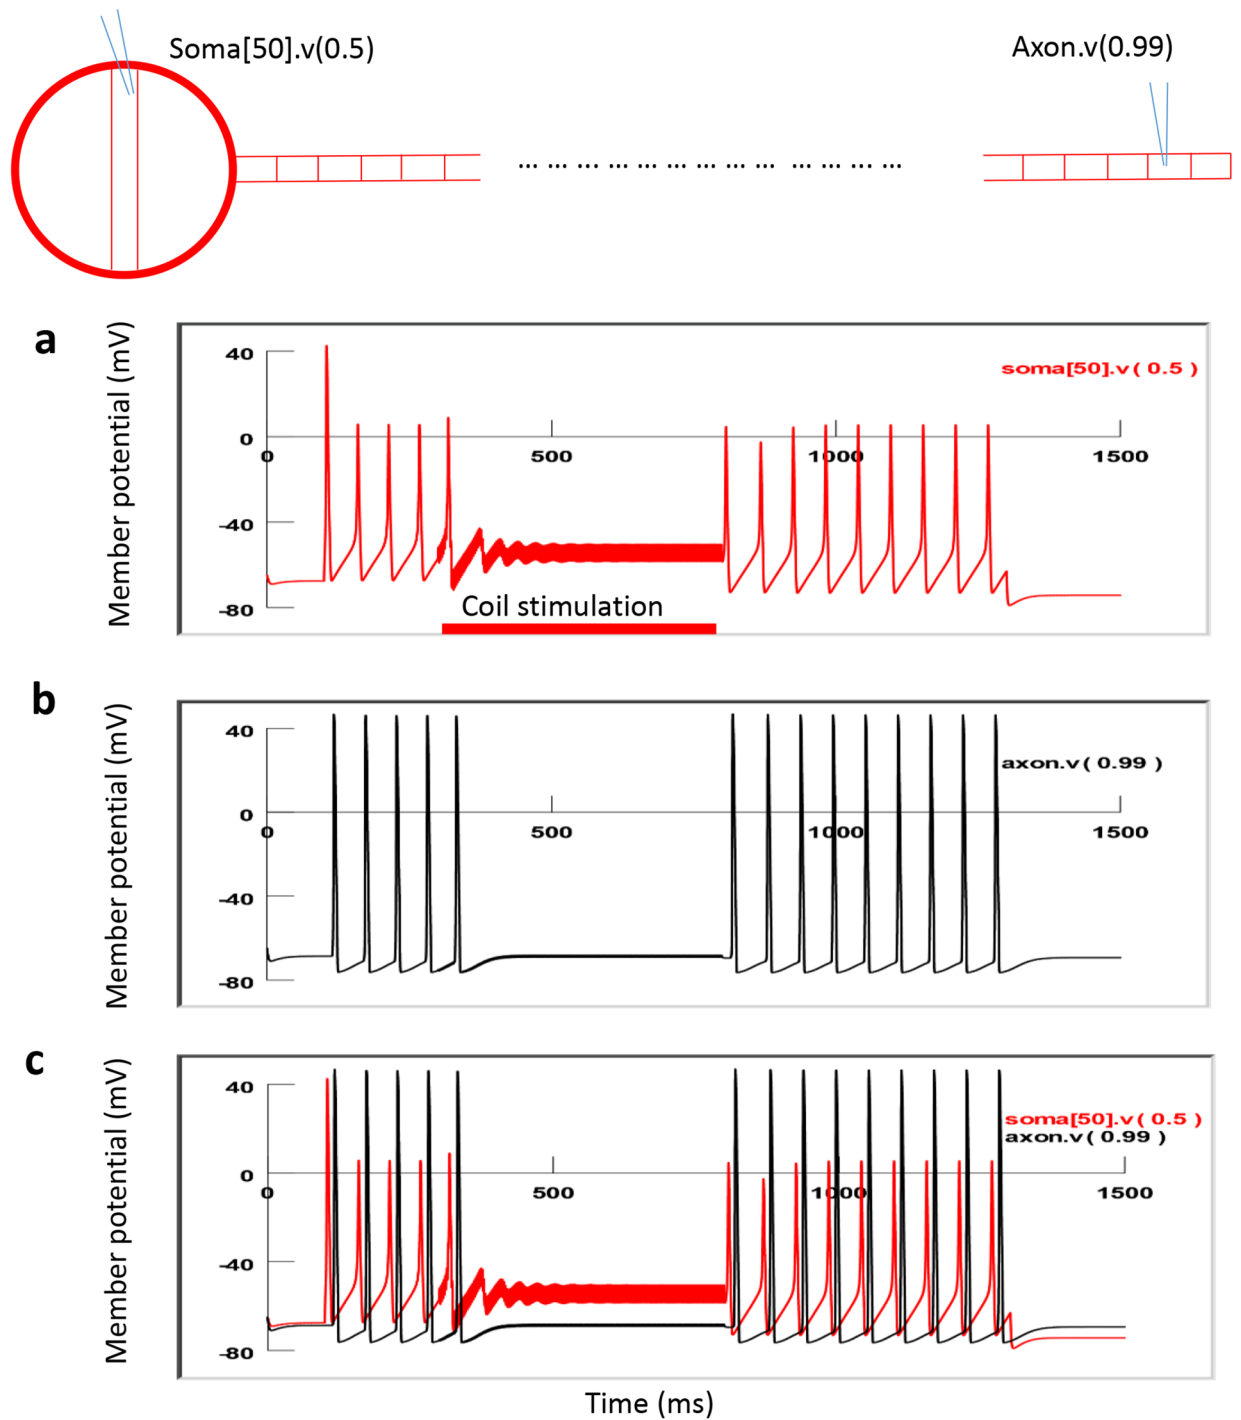 Soma[50].v(0.5)
Axon.v(0.99)
... ... ... ... ... ... ... ... ... ... ... ... ...
a
Member potential (mV)
40
0
-40
-80
0
500
1000
1500
soma[50].v( 0.5 )
Coil stimulation
b
Member potential (mV)
40
0
-40
-80
0
500
1000
1500
axon.v( 0.99 )
c
Member potential (mV)
40
0
-40
-80
0
500
1000
1500
soma[50].v( 0.5 )
axon.v( 0.99 )
Time (ms)